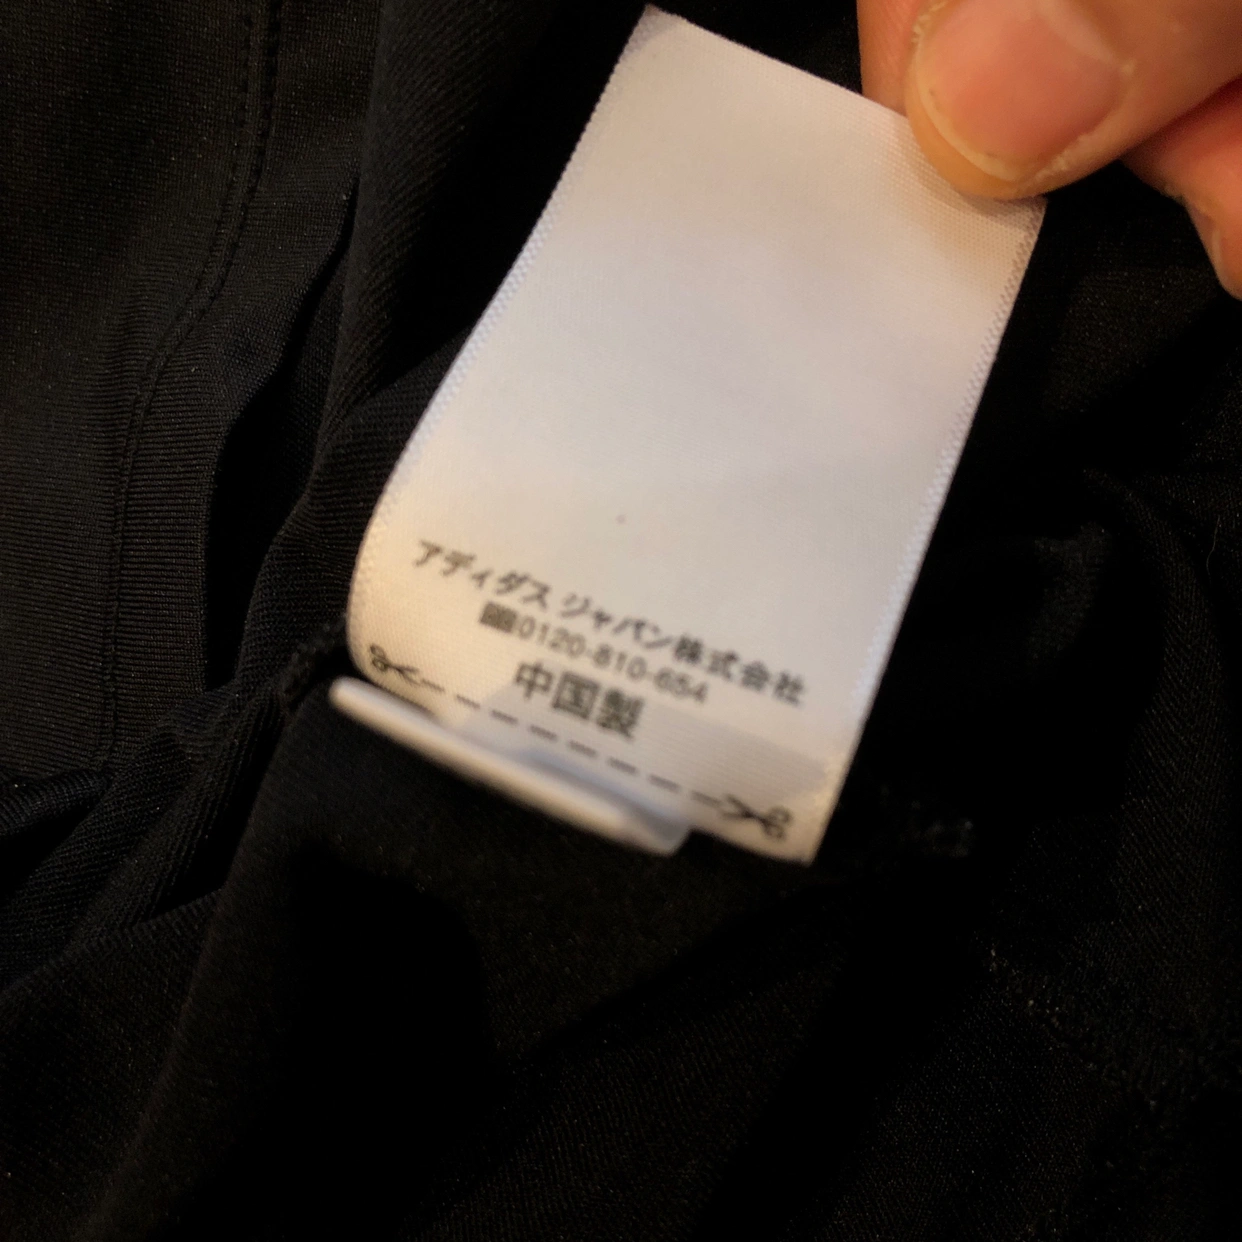 アディダス ジャパン株式会社
0120-810-654
中国製